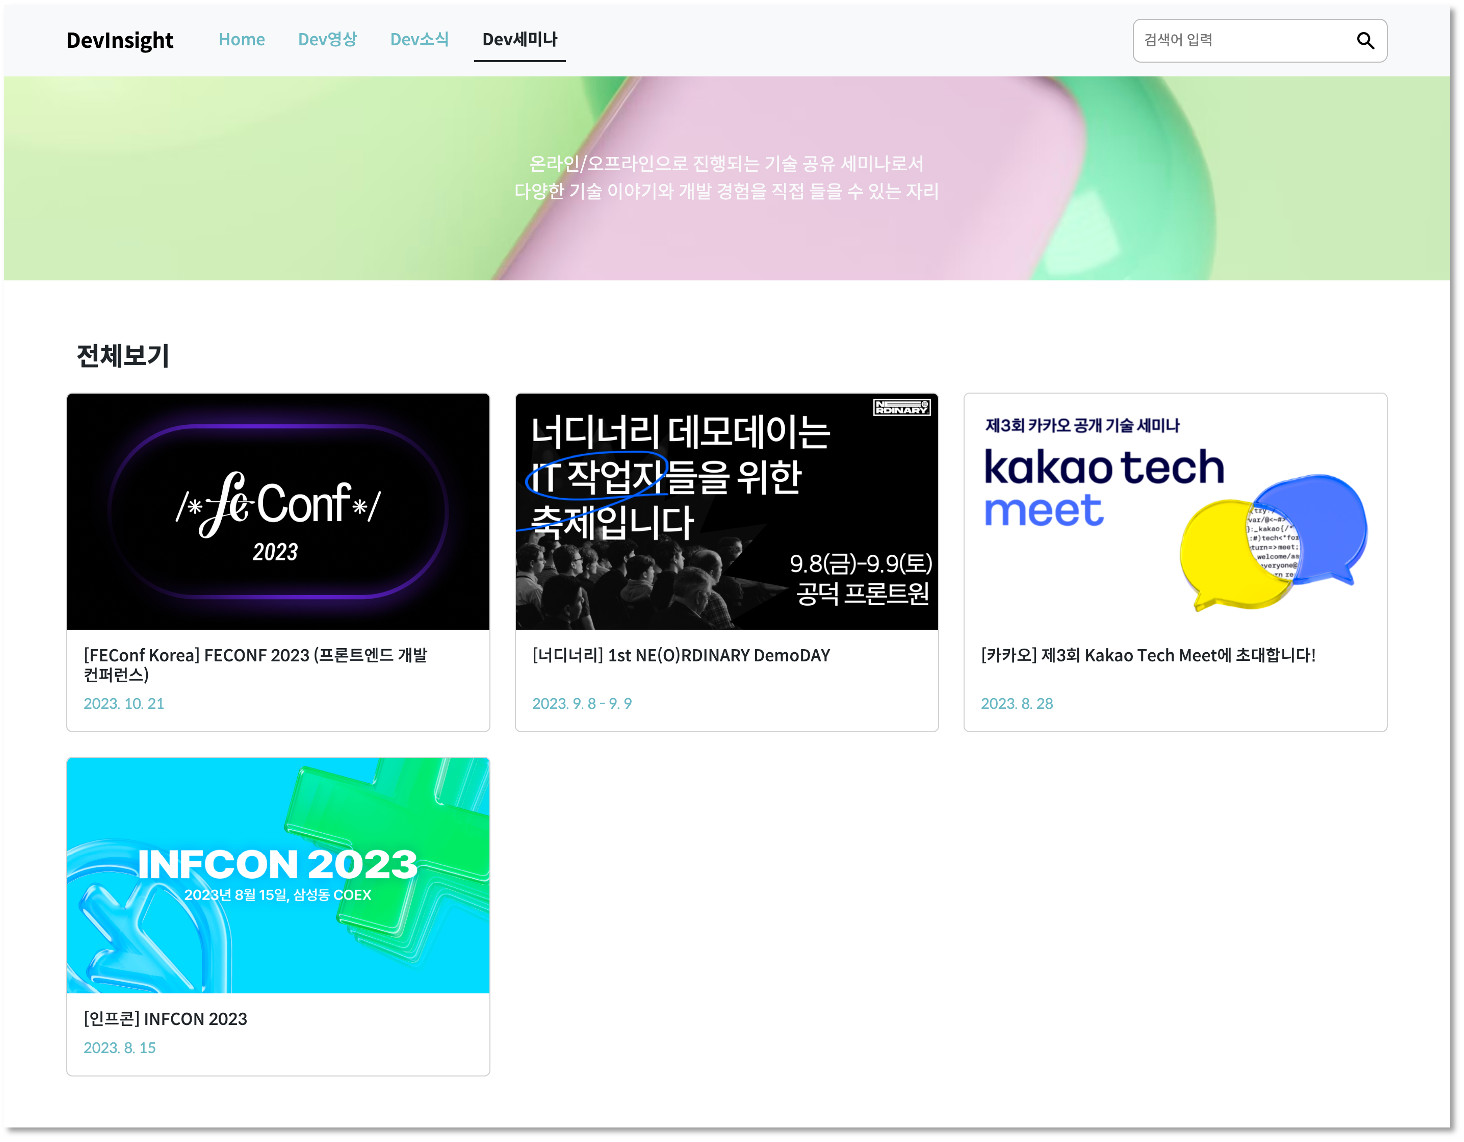 DevInsight
Home
Dev영상
Dev소식
Dev세미나
검색어 입력
온라인/오프라인으로 진행되는 기술 공유 세미나로서
다양한 기술 이야기와 개발 경험을 직접 들을 수 있는 자리
전체보기
/*feConf*/
2023
[FEConf Korea] FECONF 2023 (프론트엔드 개발
컨퍼런스)
2023. 10. 21
NE
RDINARY
너디너리 데모데이는
IT 작업자들을 위한
축제입니다
9.8(금)-9.9(토)
공덕 프론트원
[너디너리] 1st NE(O)RDINARY DemoDAY
2023. 9. 8 - 9. 9
제3회 카카오 공개 기술 세미나
kakao tech
meet
[카카오] 제3회 Kakao Tech Meet에 초대합니다!
2023. 8. 28
INFCON 2023
2023년 8월 15일, 삼성동 COEX
[인프콘] INFCON 2023
2023. 8. 15